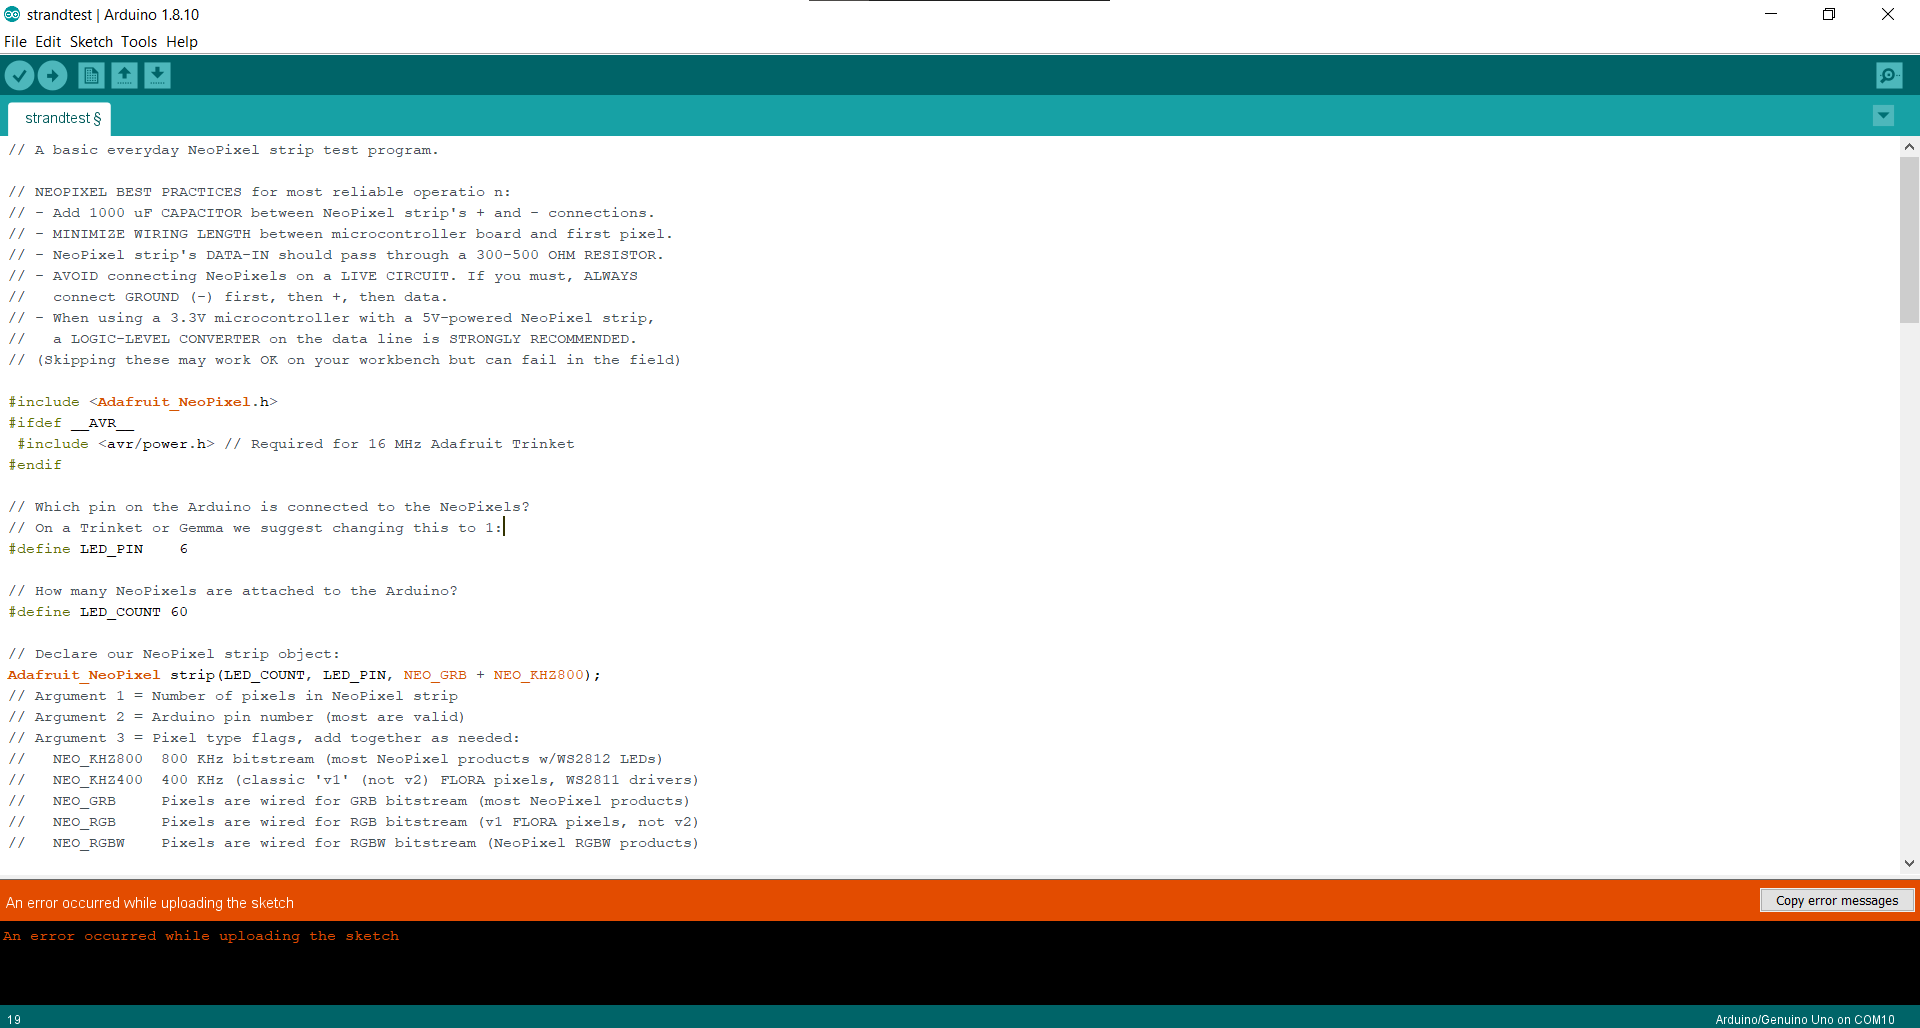 strandtest | Arduino 1.8.10
File Edit Sketch Tools Help
strandtest §
// A basic everyday NeoPixel strip test program.
// NEOPIXEL BEST PRACTICES for most reliable operatio n:
// - Add 1000 uF CAPACITOR between NeoPixel strip's + and - connections.
// - MINIMIZE WIRING LENGTH between microcontroller board and first pixel.
// - NeoPixel strip's DATA-IN should pass through a 300-500 OHM RESISTOR.
// - AVOID connecting NeoPixels on a LIVE CIRCUIT. If you must, ALWAYS
//   connect GROUND (-) first, then +, then data.
// - When using a 3.3V microcontroller with a 5V-powered NeoPixel strip,
//   a LOGIC-LEVEL CONVERTER on the data line is STRONGLY RECOMMENDED.
// (Skipping these may work OK on your workbench but can fail in the field)
#include <Adafruit_NeoPixel.h>
#ifdef __AVR__
 #include <avr/power.h> // Required for 16 MHz Adafruit Trinket
#endif
// Which pin on the Arduino is connected to the NeoPixels?
// On a Trinket or Gemma we suggest changing this to 1:
#define LED_PIN    6
// How many NeoPixels are attached to the Arduino?
#define LED_COUNT 60
// Declare our NeoPixel strip object:
Adafruit_NeoPixel strip(LED_COUNT, LED_PIN, NEO_GRB + NEO_KHZ800);
// Argument 1 = Number of pixels in NeoPixel strip
// Argument 2 = Arduino pin number (most are valid)
// Argument 3 = Pixel type flags, add together as needed:
//   NEO_KHZ800  800 KHz bitstream (most NeoPixel products w/WS2812 LEDs)
//   NEO_KHZ400  400 KHz (classic 'v1' (not v2) FLORA pixels, WS2811 drivers)
//   NEO_GRB     Pixels are wired for GRB bitstream (most NeoPixel products)
//   NEO_RGB     Pixels are wired for RGB bitstream (v1 FLORA pixels, not v2)
//   NEO_RGBW    Pixels are wired for RGBW bitstream (NeoPixel RGBW products)
An error occurred while uploading the sketch
Copy error messages
An error occurred while uploading the sketch
19
Arduino/Genuino Uno on COM10